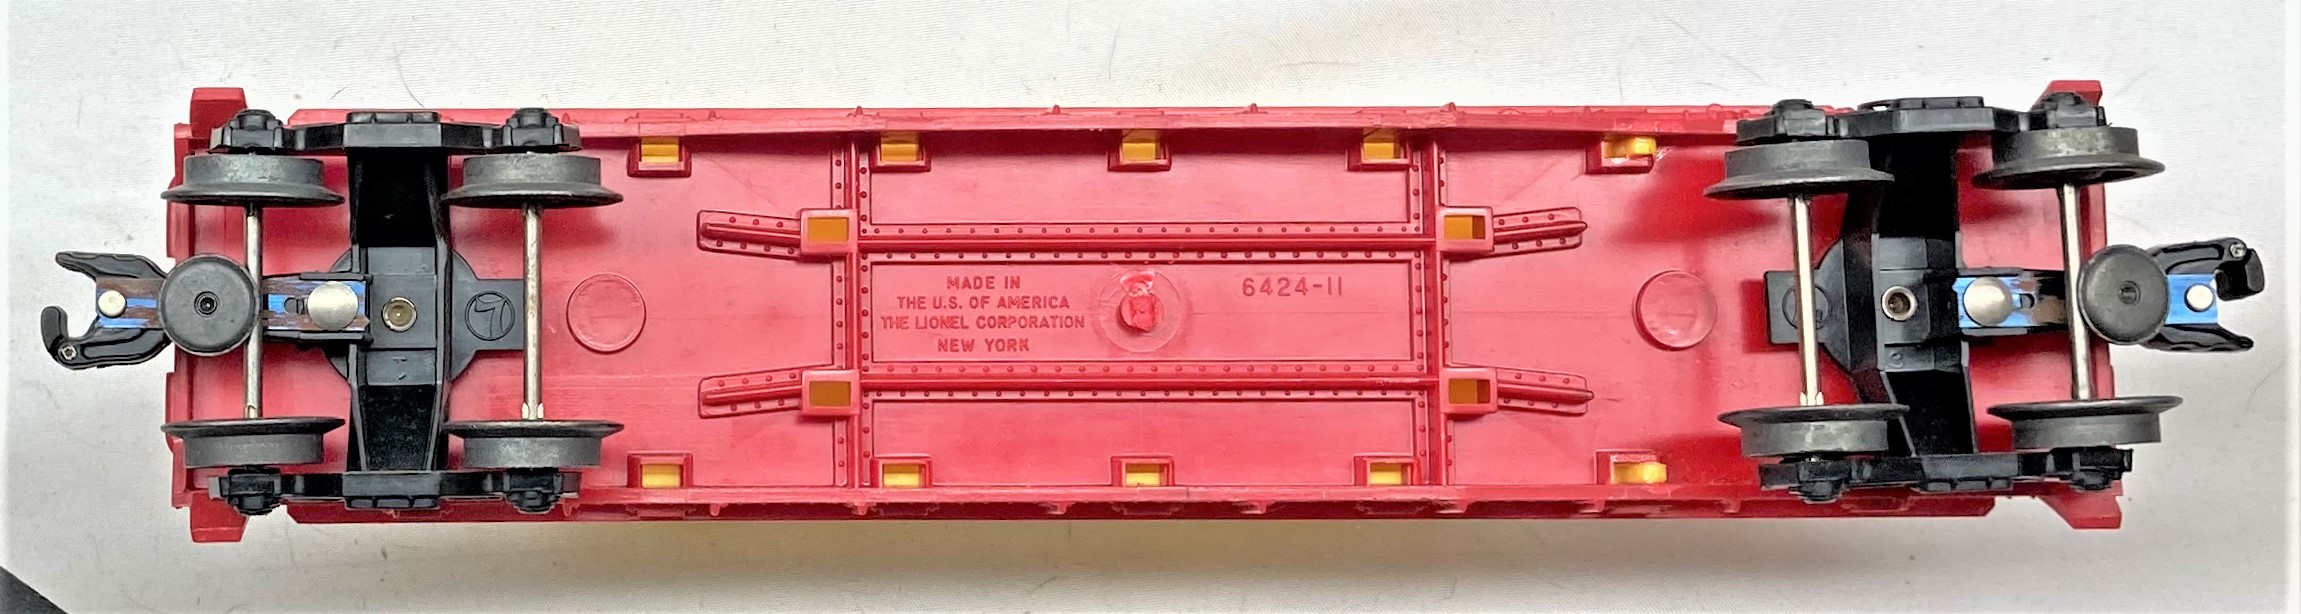 MADE IN
THE U.S. OF AMERICA
THE LIONEL CORPORATION
NEW YORK
6424-11